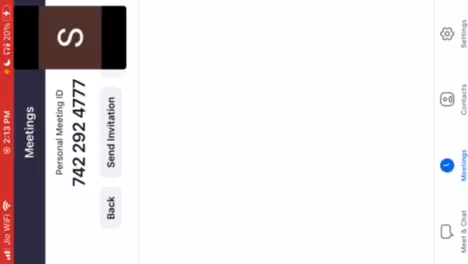 Jio WiFi 2:13 PM 20%
Meetings
S
Personal Meeting ID
742 292 4777
Back Send Invitation
Meet & Chat Meetings Contacts Settings